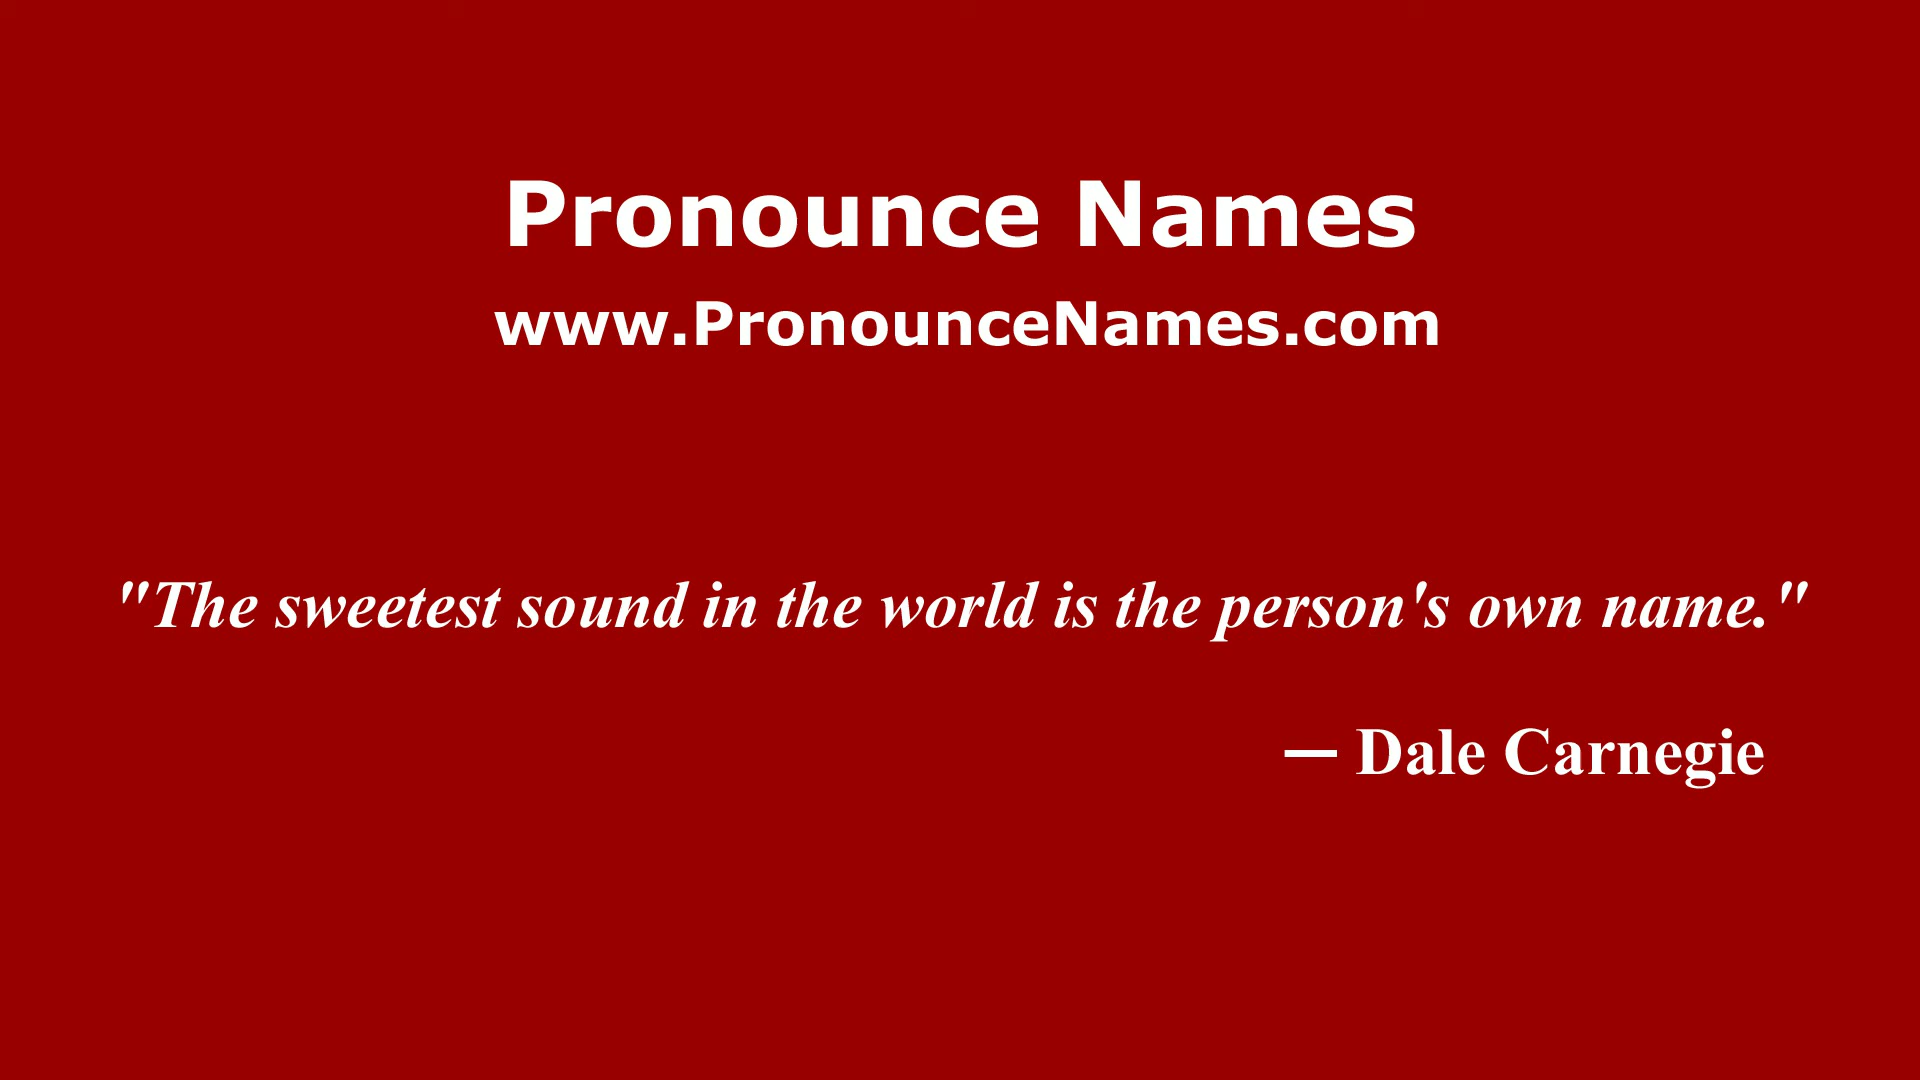 Pronounce Names
www.PronounceNames.com
"The sweetest sound in the world is the person's own name."
— Dale Carnegie